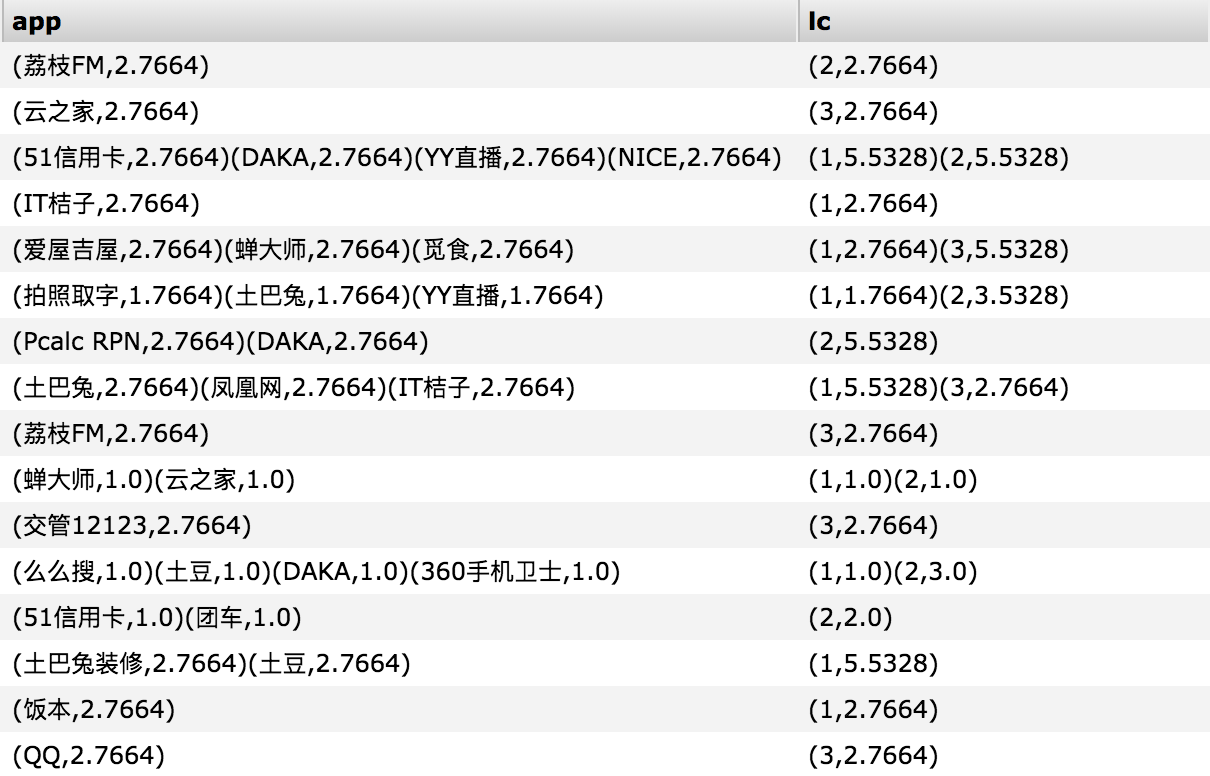 app lc
(荔枝FM,2.7664) (2,2.7664)
(云之家,2.7664) (3,2.7664)
(51信用卡,2.7664)(DAKA,2.7664)(YY直播,2.7664)(NICE,2.7664) (1,5.5328)(2,5.5328)
(IT桔子,2.7664) (1,2.7664)
(爱屋吉屋,2.7664)(蝉大师,2.7664)(觅食,2.7664) (1,2.7664)(3,5.5328)
(拍照取字,1.7664)(土巴兔,1.7664)(YY直播,1.7664) (1,1.7664)(2,3.5328)
(Pcalc RPN,2.7664)(DAKA,2.7664) (2,5.5328)
(土巴兔,2.7664)(凤凰网,2.7664)(IT桔子,2.7664) (1,5.5328)(3,2.7664)
(荔枝FM,2.7664) (3,2.7664)
(蝉大师,1.0)(云之家,1.0) (1,1.0)(2,1.0)
(交管12123,2.7664) (3,2.7664)
(么么搜,1.0)(土豆,1.0)(DAKA,1.0)(360手机卫士,1.0) (1,1.0)(2,3.0)
(51信用卡,1.0)(团车,1.0) (2,2.0)
(土巴兔装修,2.7664)(土豆,2.7664) (1,5.5328)
(饭本,2.7664) (1,2.7664)
(QQ,2.7664) (3,2.7664)